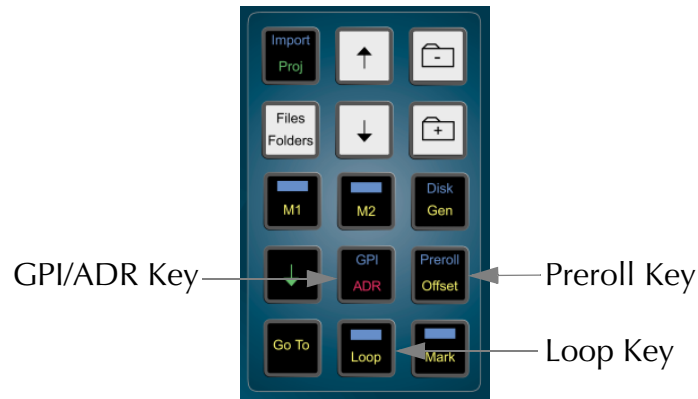 Import
Proj
Files
Folders
M1
M2
Disk
Gen
GPI/ADR Key
GPI
ADR
Preroll
Offset
Preroll Key
Go To
Loop
Mark
Loop Key